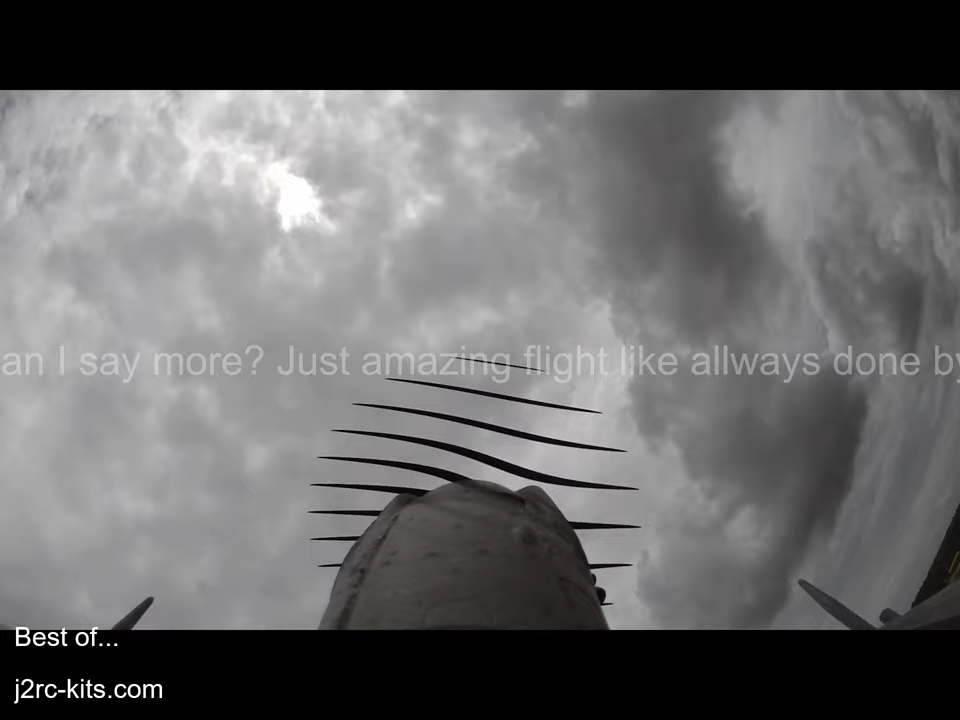 an I say more? Just amazing flight like allways done by
Best of...
j2rc-kits.com